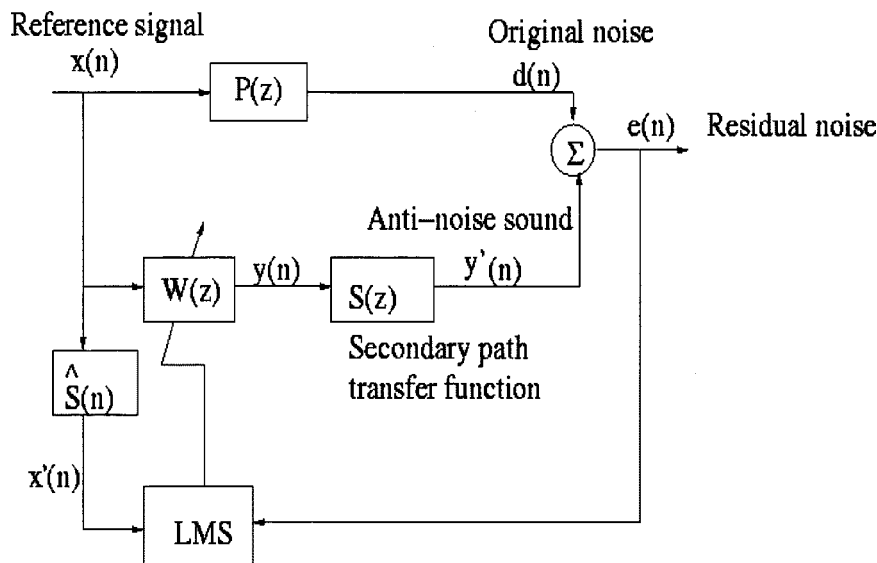 Reference signal
x(n)
P(z)
Original noise
d(n)
Σ
e(n)
Residual noise
Anti–noise sound
W(z)
y(n)
S(z)
y'(n)
Secondary path
transfer function
^
S(n)
x'(n)
LMS